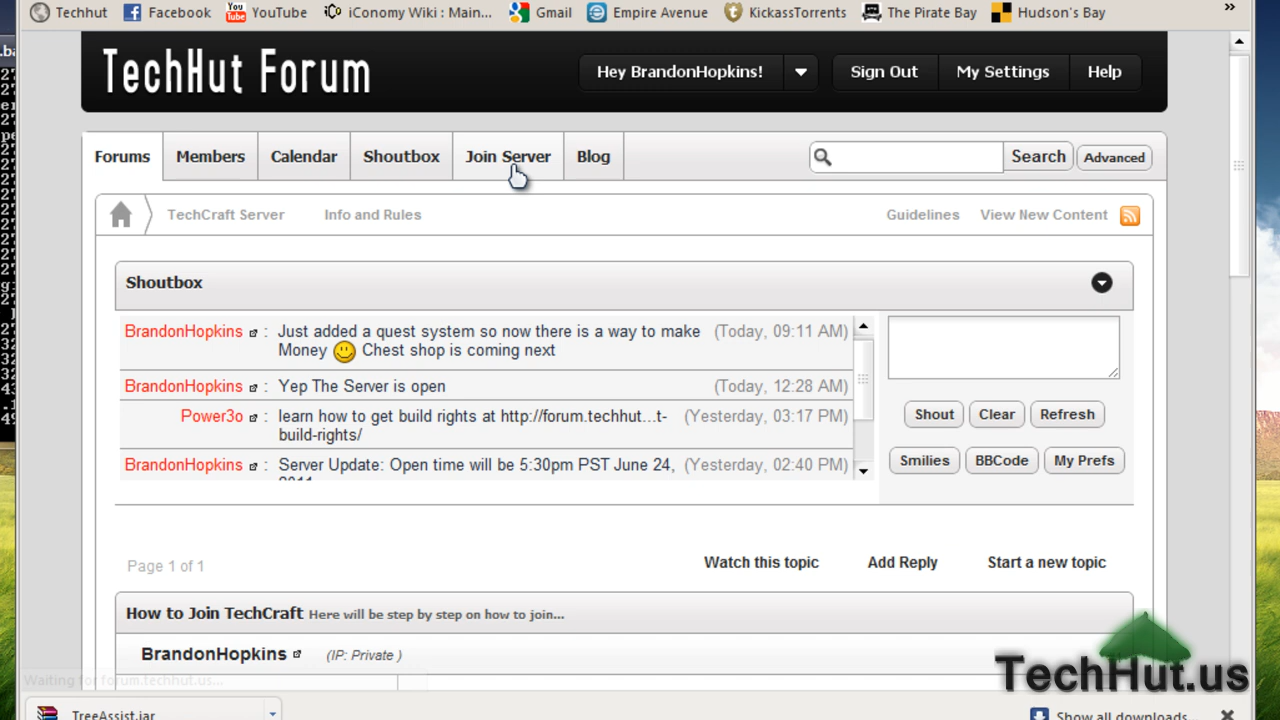 Techhut Facebook YouTube iConomy Wiki : Main... Gmail Empire Avenue KickassTorrents The Pirate Bay Hudson's Bay »
TechHut Forum
Hey BrandonHopkins! Sign Out My Settings Help
Forums Members Calendar Shoutbox Join Server Blog Search Advanced
TechCraft Server Info and Rules Guidelines View New Content
Shoutbox
BrandonHopkins : Just added a quest system so now there is a way to make (Today, 09:11 AM)
Money Chest shop is coming next
BrandonHopkins : Yep The Server is open (Today, 12:28 AM)
Power3o : learn how to get build rights at http://forum.techhut...t- (Yesterday, 03:17 PM)
build-rights/
BrandonHopkins : Server Update: Open time will be 5:30pm PST June 24, (Yesterday, 02:40 PM)
Shout Clear Refresh
Smilies BBCode My Prefs
Page 1 of 1 Watch this topic Add Reply Start a new topic
How to Join TechCraft Here will be step by step on how to join...
BrandonHopkins (IP: Private )
Waiting for forum.techhut.us...
TechHut.us
TreeAssist.jar Show all downloads...